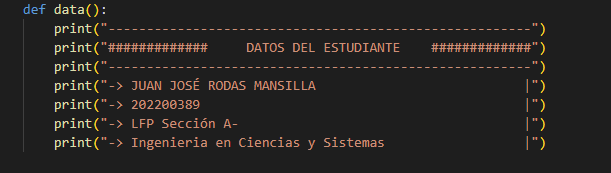 def data():
    print("-------------------------------------------------------")
    print("#############     DATOS DEL ESTUDIANTE    #############")
    print("-------------------------------------------------------")
    print("-> JUAN JOSÉ RODAS MANSILLA                           |")
    print("-> 202200389                                          |")
    print("-> LFP Sección A-                                     |")
    print("-> Ingenieria en Ciencias y Sistemas                  |")